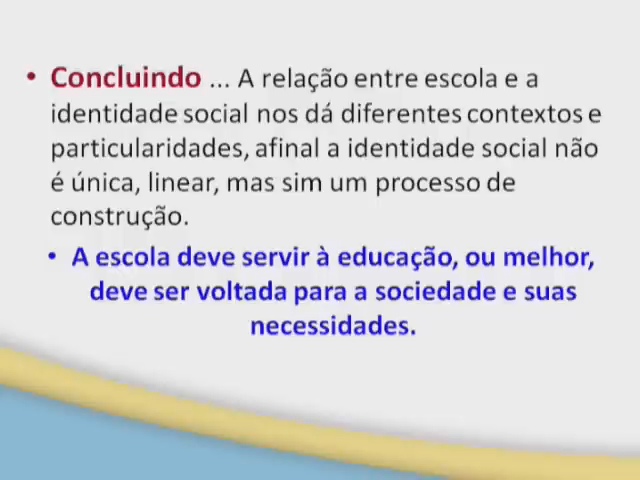 • Concluindo ... A relação entre escola e a
identidade social nos dá diferentes contextos e
particularidades, afinal a identidade social não
é única, linear, mas sim um processo de
construção.
• A escola deve servir à educação, ou melhor,
deve ser voltada para a sociedade e suas
necessidades.